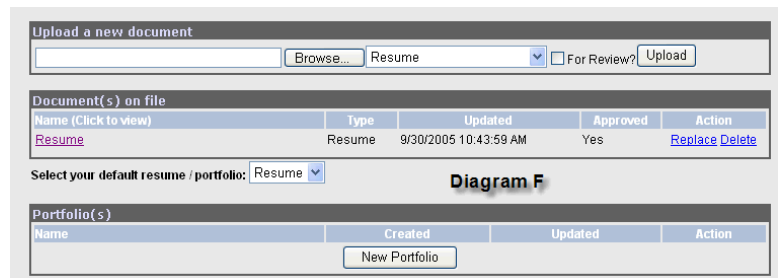 Upload a new document
Browse... Resume For Review? Upload
Document(s) on file
Name (Click to view) Type Updated Approved Action
Resume Resume 9/30/2005 10:43:59 AM Yes Replace Delete
Select your default resume / portfolio: Resume
Diagram F
Portfolio(s)
Name Created Updated Action
New Portfolio